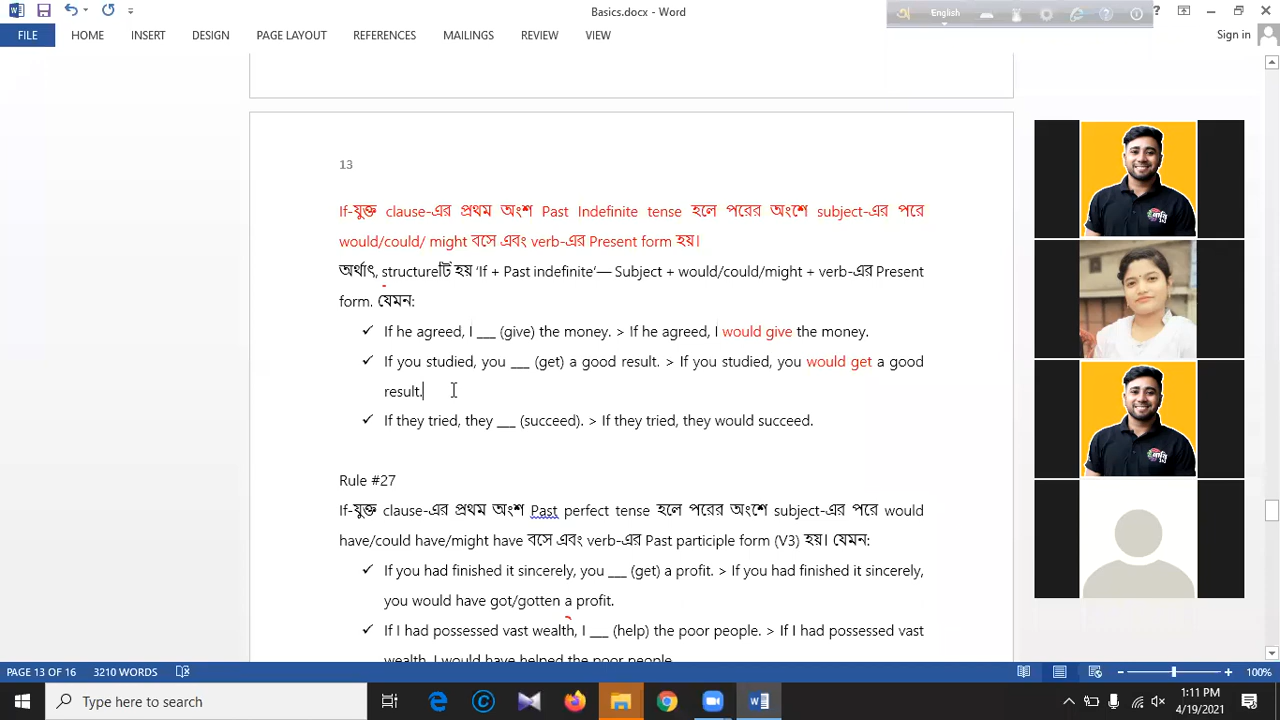 Basics.docx - Word
English
FILE HOME INSERT DESIGN PAGE LAYOUT REFERENCES MAILINGS REVIEW VIEW
Sign in
13
If-যুক্ত clause-এর প্রথম অংশ Past Indefinite tense হলে পরের অংশে subject-এর পরে
would/could/ might বসে এবং verb-এর Present form হয়।
অর্থাৎ, structureটি হয় 'If + Past indefinite'— Subject + would/could/might + verb-এর Present
form. যেমন:
✓ If he agreed, I ___ (give) the money. > If he agreed, I would give the money.
✓ If you studied, you ___ (get) a good result. > If you studied, you would get a good
result.
✓ If they tried, they ___ (succeed). > If they tried, they would succeed.
Rule #27
If-যুক্ত clause-এর প্রথম অংশ Past perfect tense হলে পরের অংশে subject-এর পরে would
have/could have/might have বসে এবং verb-এর Past participle form (V3) হয়। যেমন:
✓ If you had finished it sincerely, you ___ (get) a profit. > If you had finished it sincerely,
you would have got/gotten a profit.
✓ If I had possessed vast wealth, I ___ (help) the poor people. > If I had possessed vast
wealth, I would have helped the poor people.
PAGE 13 OF 16 3210 WORDS
100%
Type here to search
1:11 PM
4/19/2021